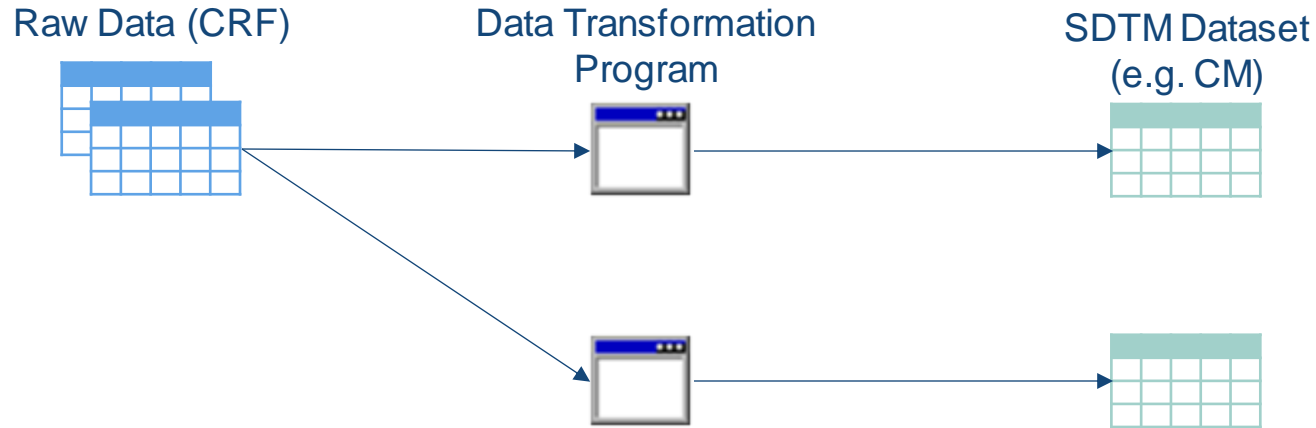 Raw Data (CRF)
Data Transformation
Program
SDTM Dataset
(e.g. CM)